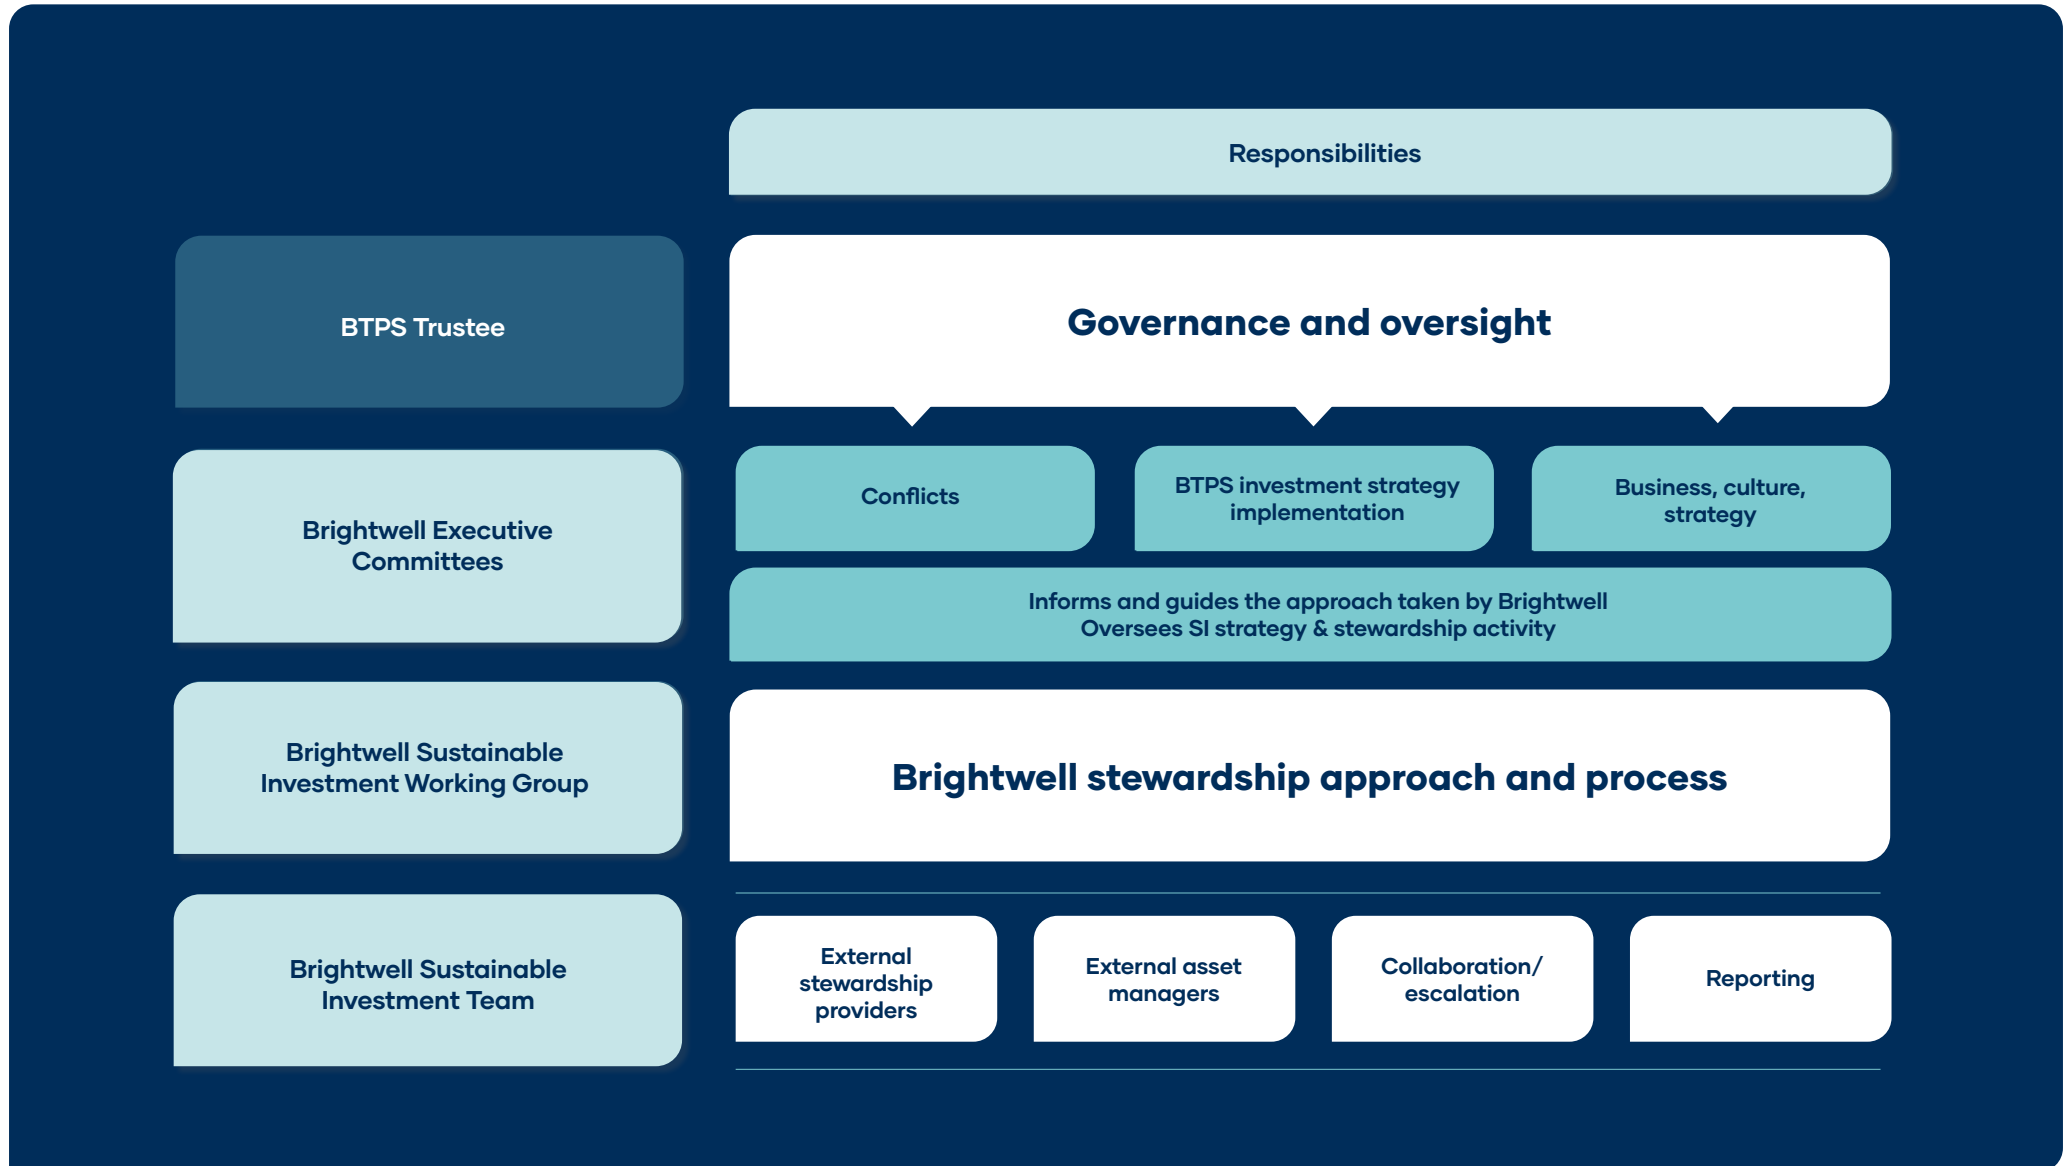 Responsibilities
BTPS Trustee
Governance and oversight
Brightwell Executive
Committees
Conflicts
BTPS investment strategy
implementation
Business, culture,
strategy
Informs and guides the approach taken by Brightwell
Oversees SI strategy & stewardship activity
Brightwell Sustainable
Investment Working Group
Brightwell stewardship approach and process
Brightwell Sustainable
Investment Team
External
stewardship
providers
External asset
managers
Collaboration/
escalation
Reporting